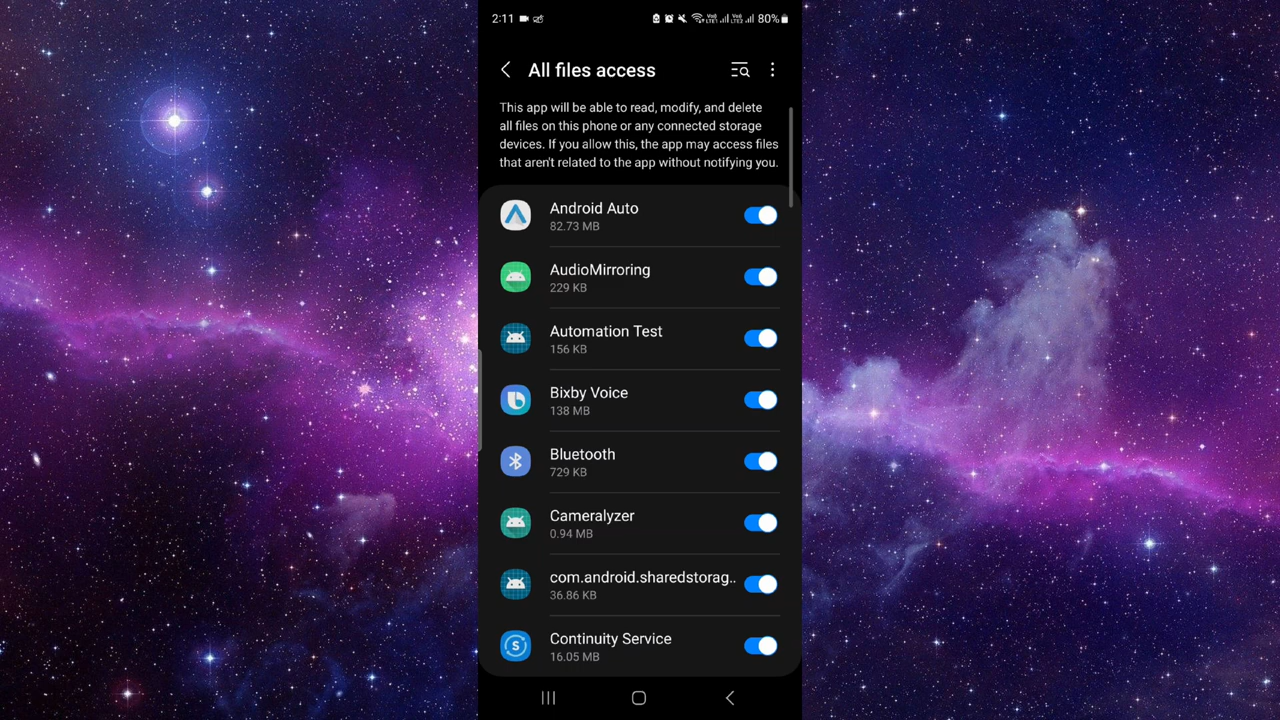 2:11
80%
All files access
This app will be able to read, modify, and delete
all files on this phone or any connected storage
devices. If you allow this, the app may access files
that aren't related to the app without notifying you.
Android Auto
82.73 MB
AudioMirroring
229 KB
Automation Test
156 KB
Bixby Voice
138 MB
Bluetooth
729 KB
Cameralyzer
0.94 MB
com.android.sharedstorag..
36.86 KB
Continuity Service
16.05 MB